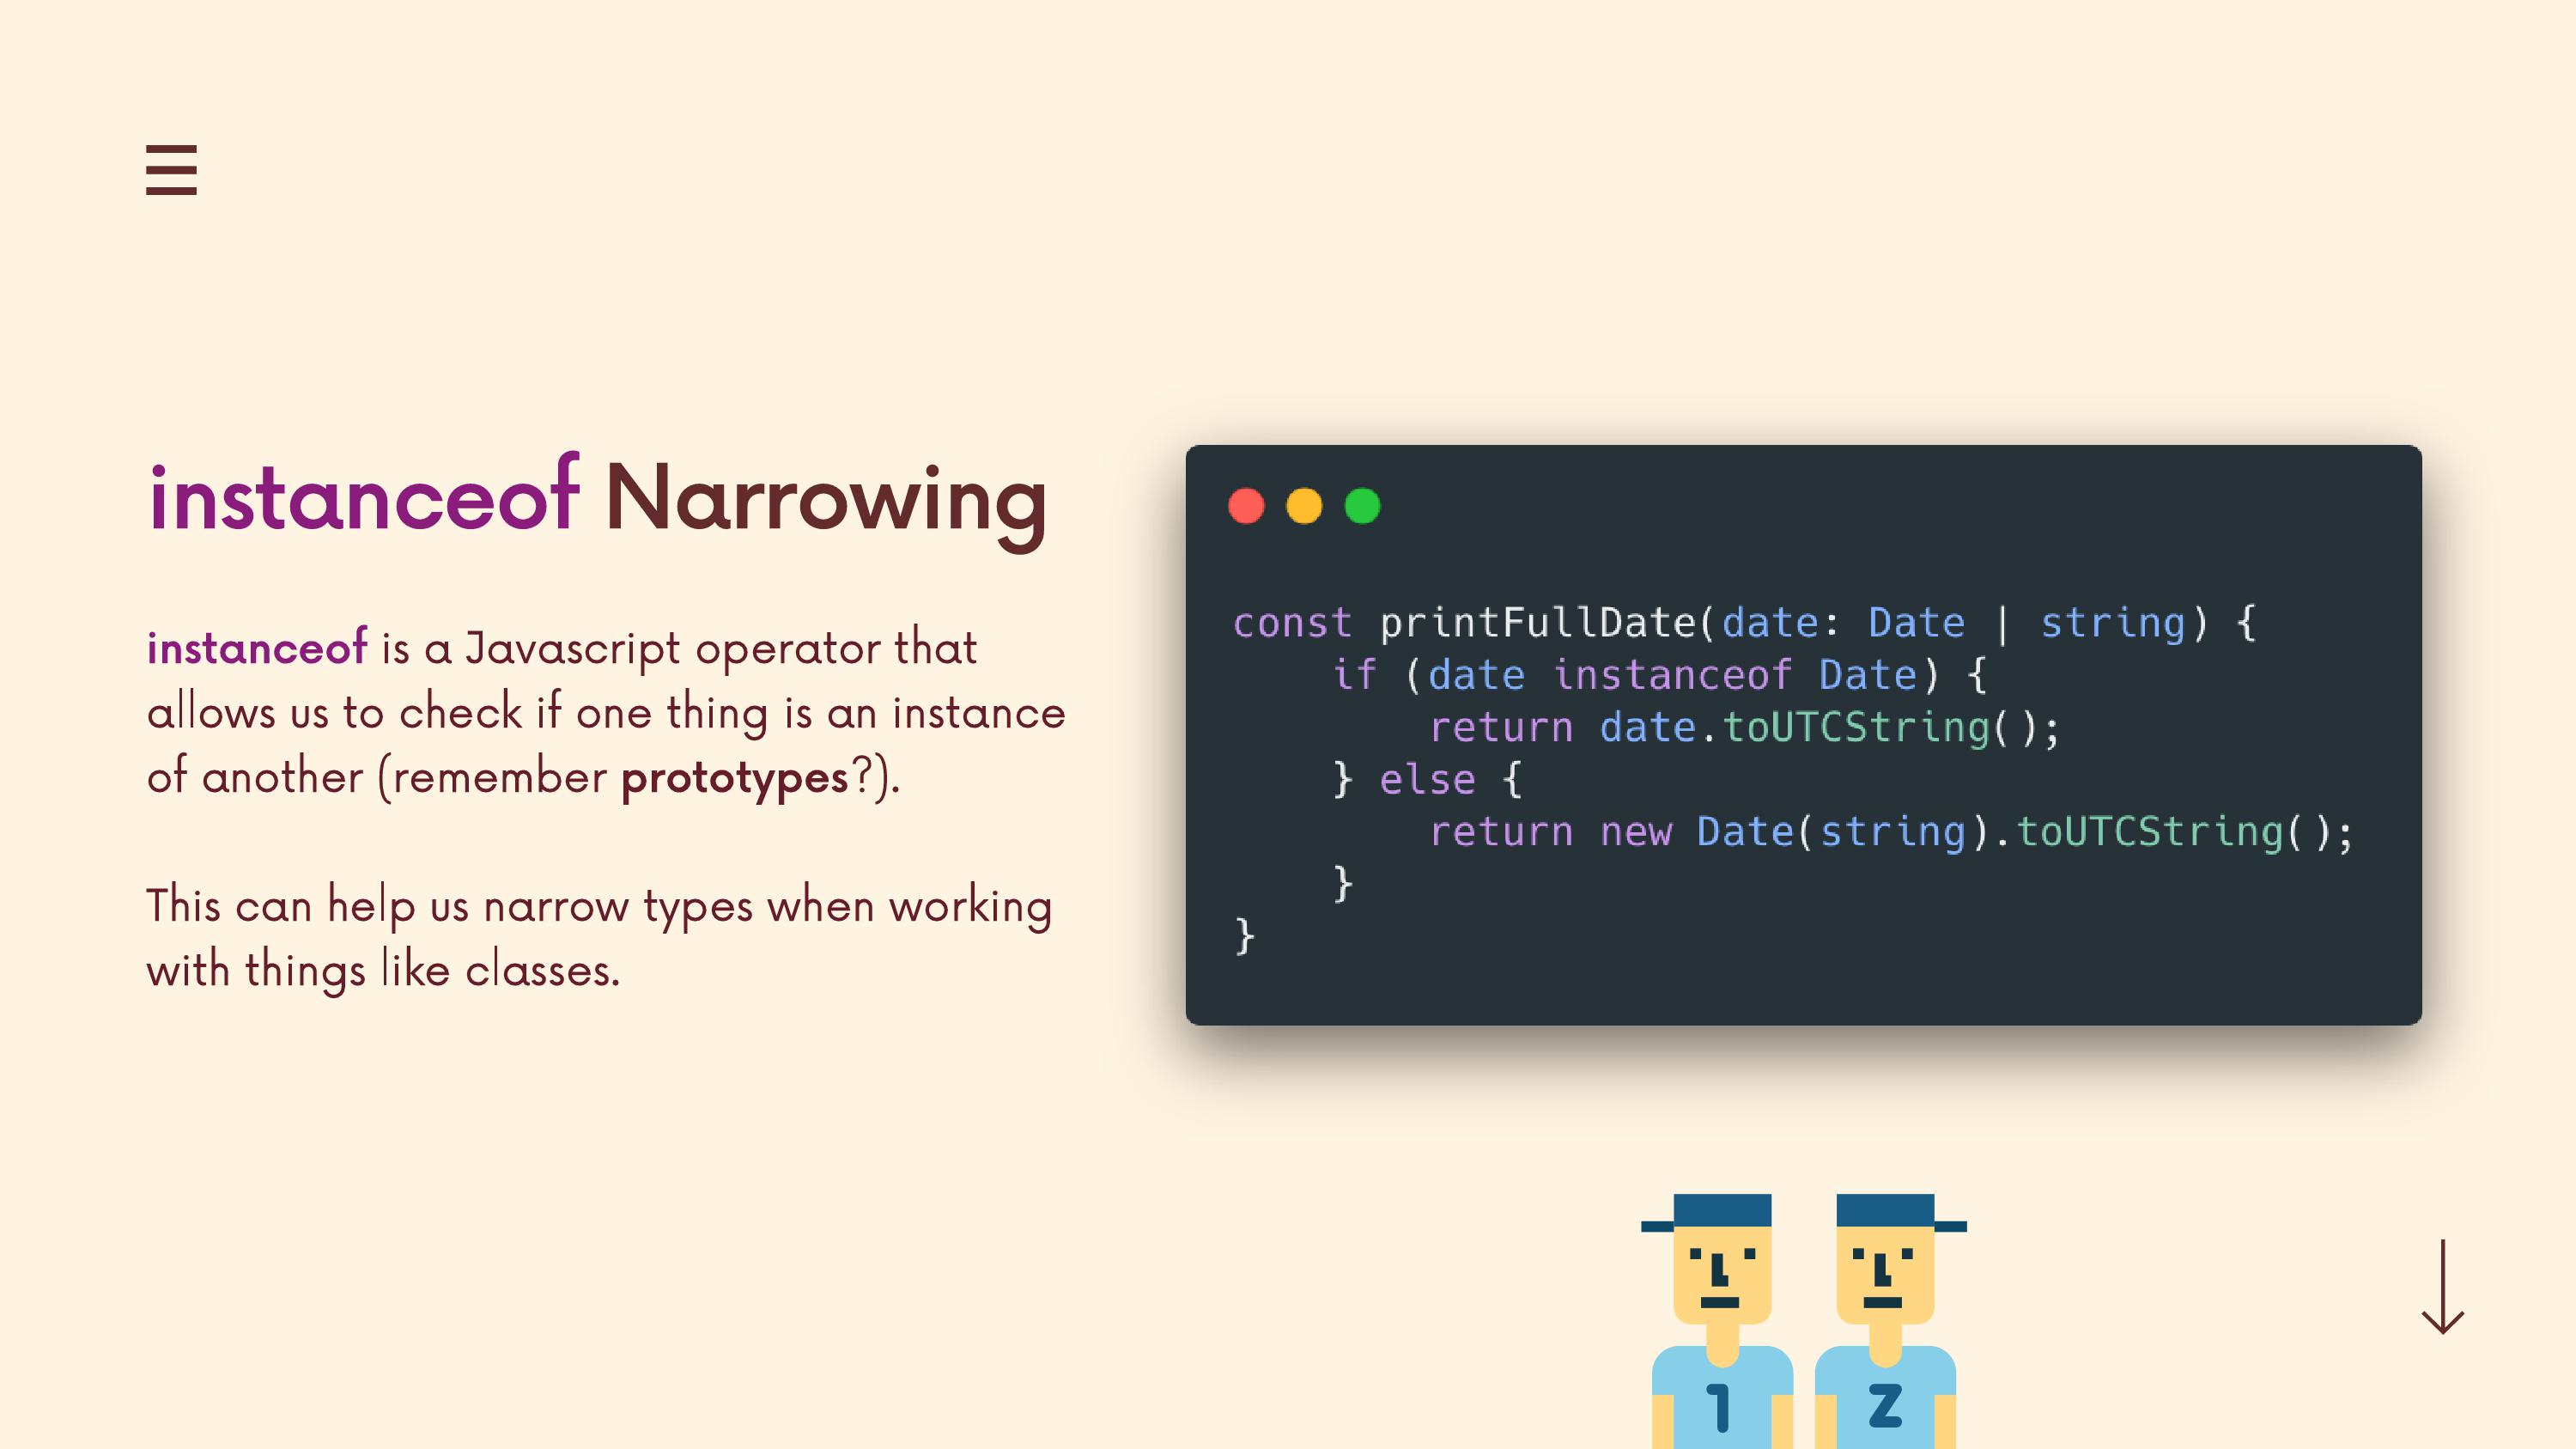 instanceof Narrowing
instanceof is a Javascript operator that
allows us to check if one thing is an instance
of another (remember prototypes?).
This can help us narrow types when working
with things like classes.
const printFullDate(date: Date | string) {
    if (date instanceof Date) {
        return date.toUTCString();
    } else {
        return new Date(string).toUTCString();
    }
}
1
2